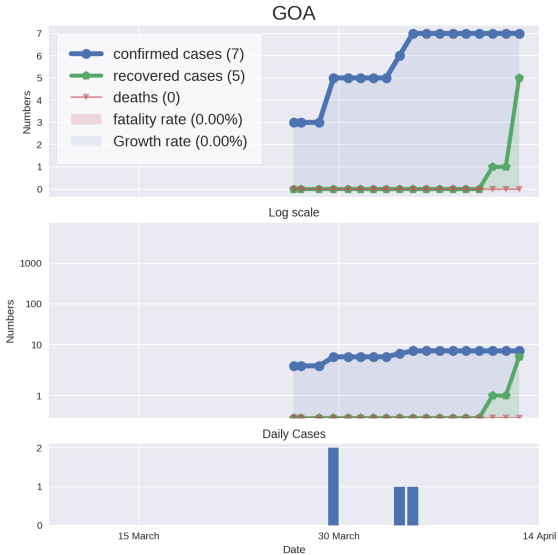 GOA
7
6
5
4
3
2
1
0
Numbers
confirmed cases (7)
recovered cases (5)
deaths (0)
fatality rate (0.00%)
Growth rate (0.00%)
Log scale
1000
100
10
1
Numbers
Daily Cases
2
1
0
15 March
30 March
14 April
Date